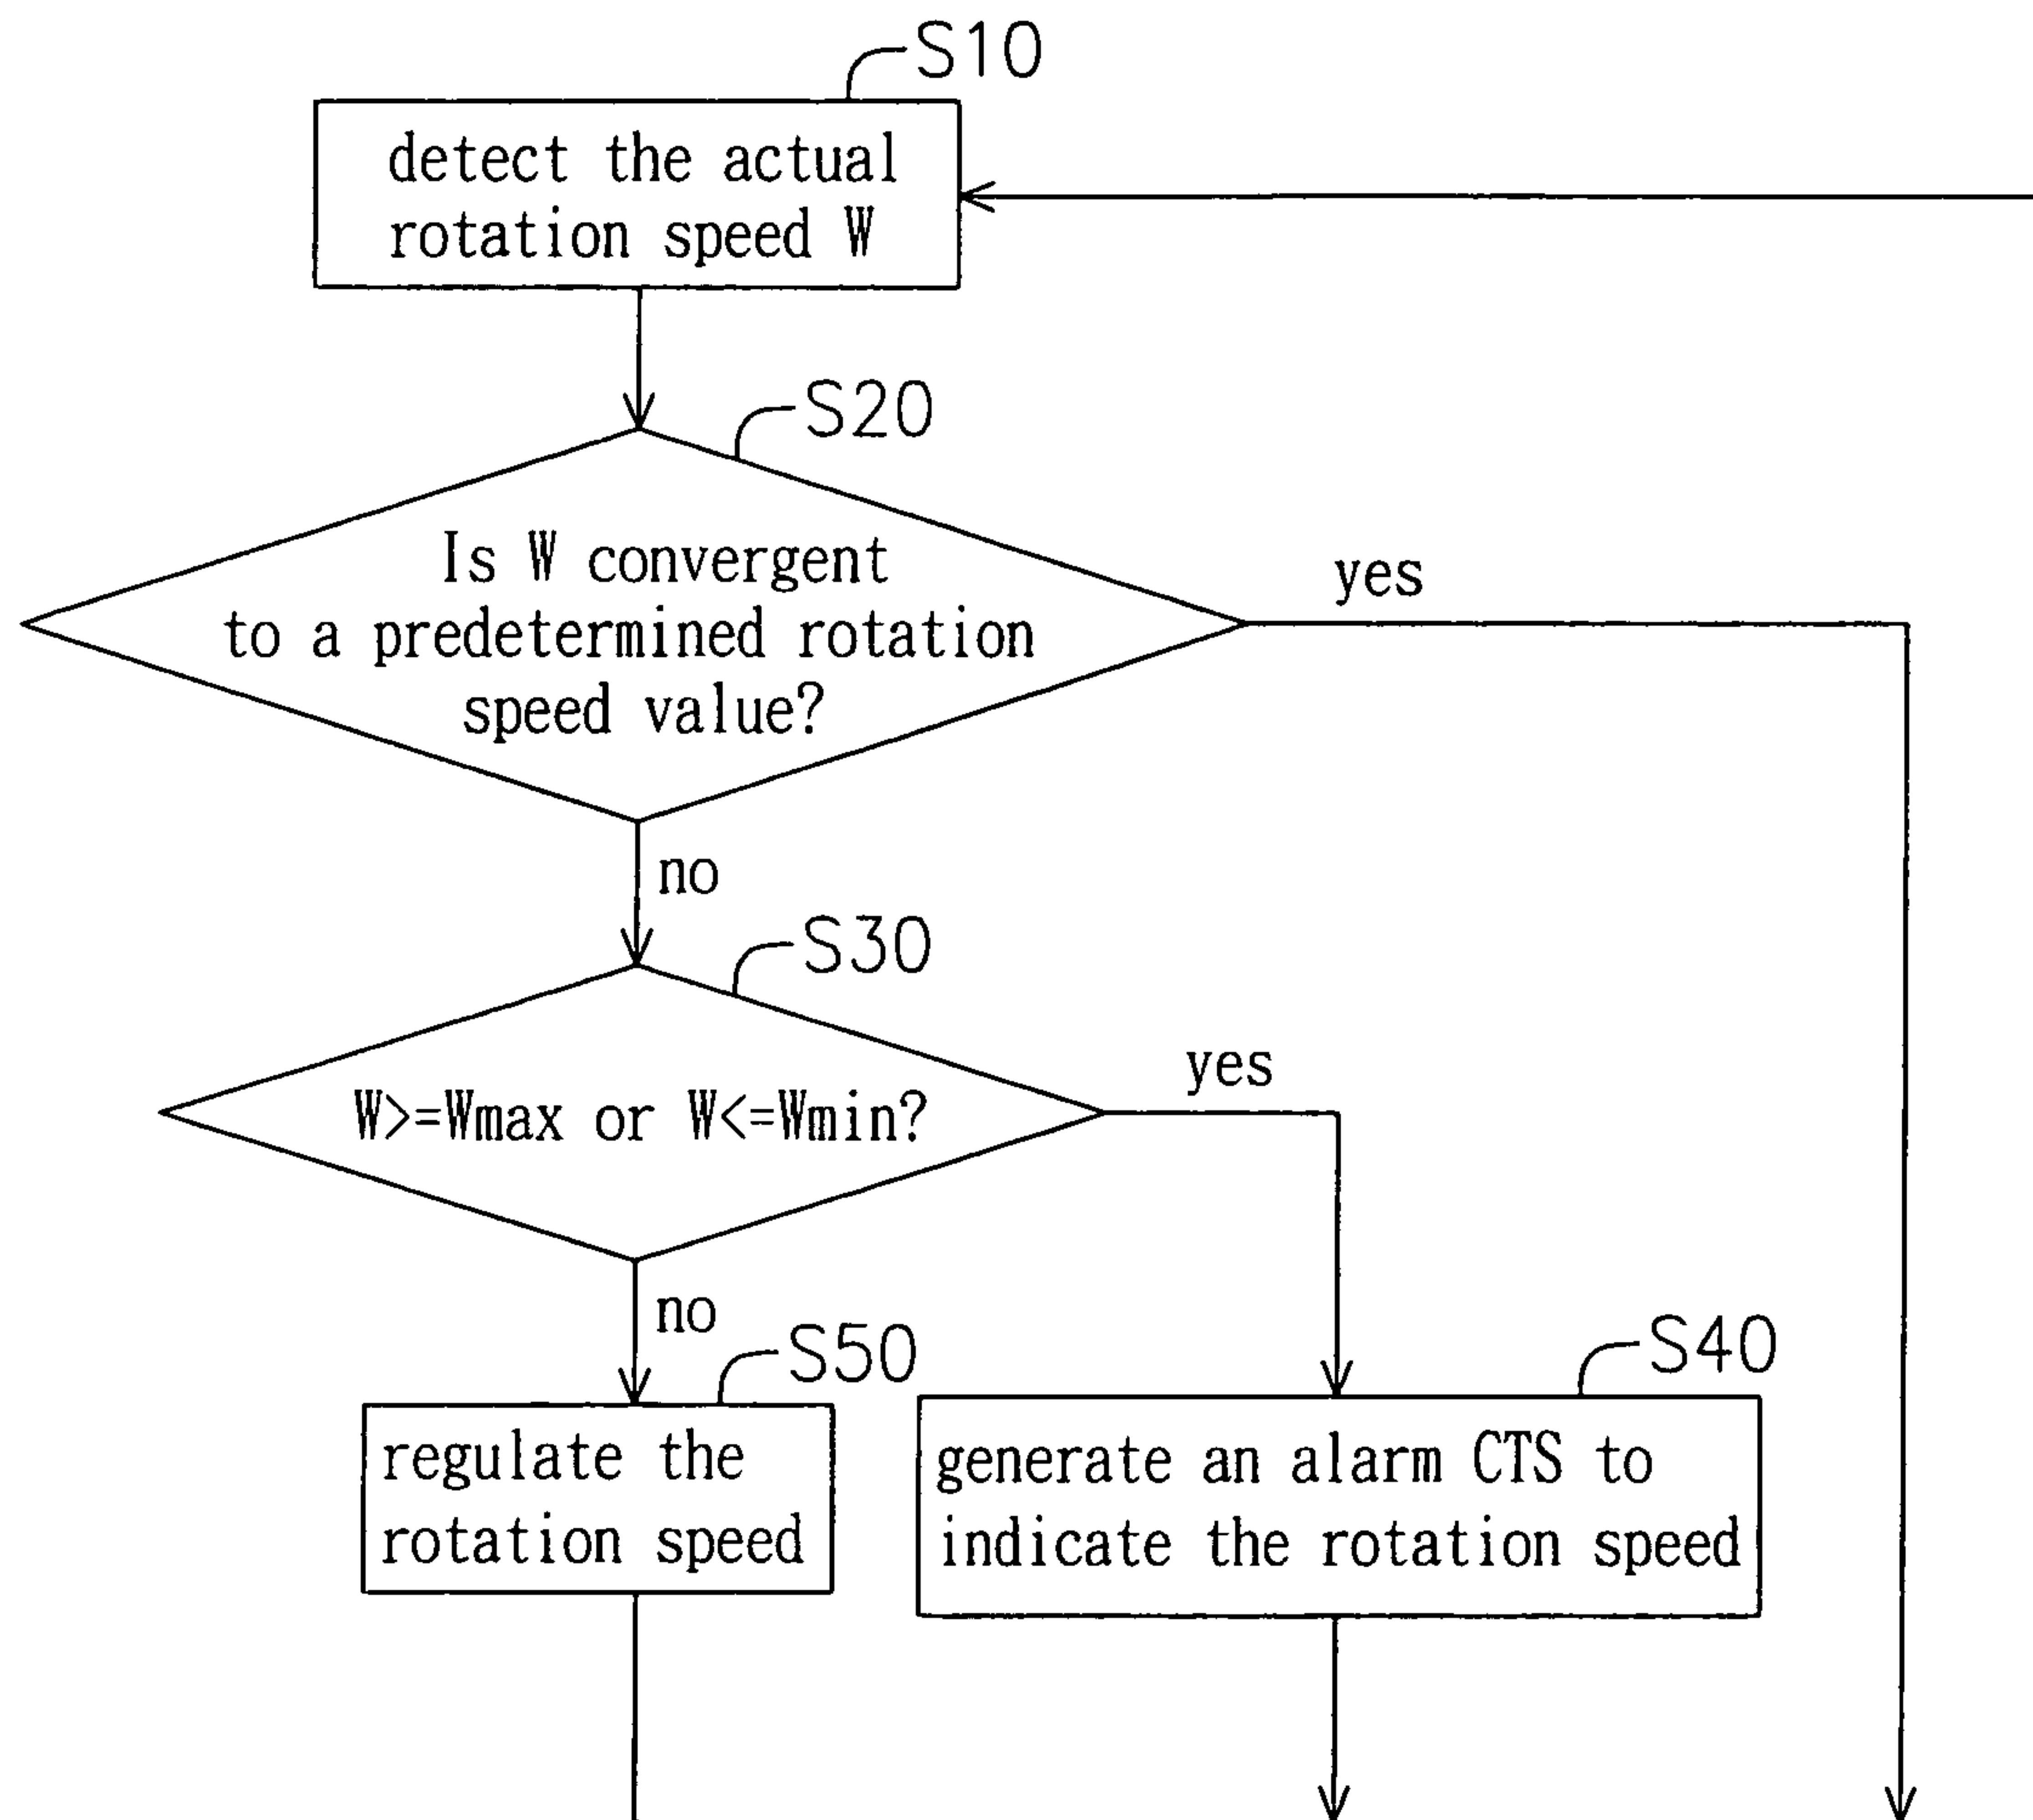 S10
detect the actual
rotation speed W
S20
Is W convergent
to a predetermined rotation
speed value?
yes
no
S30
W>=Wmax or W<=Wmin?
yes
no
S50
regulate the
rotation speed
S40
generate an alarm CTS to
indicate the rotation speed